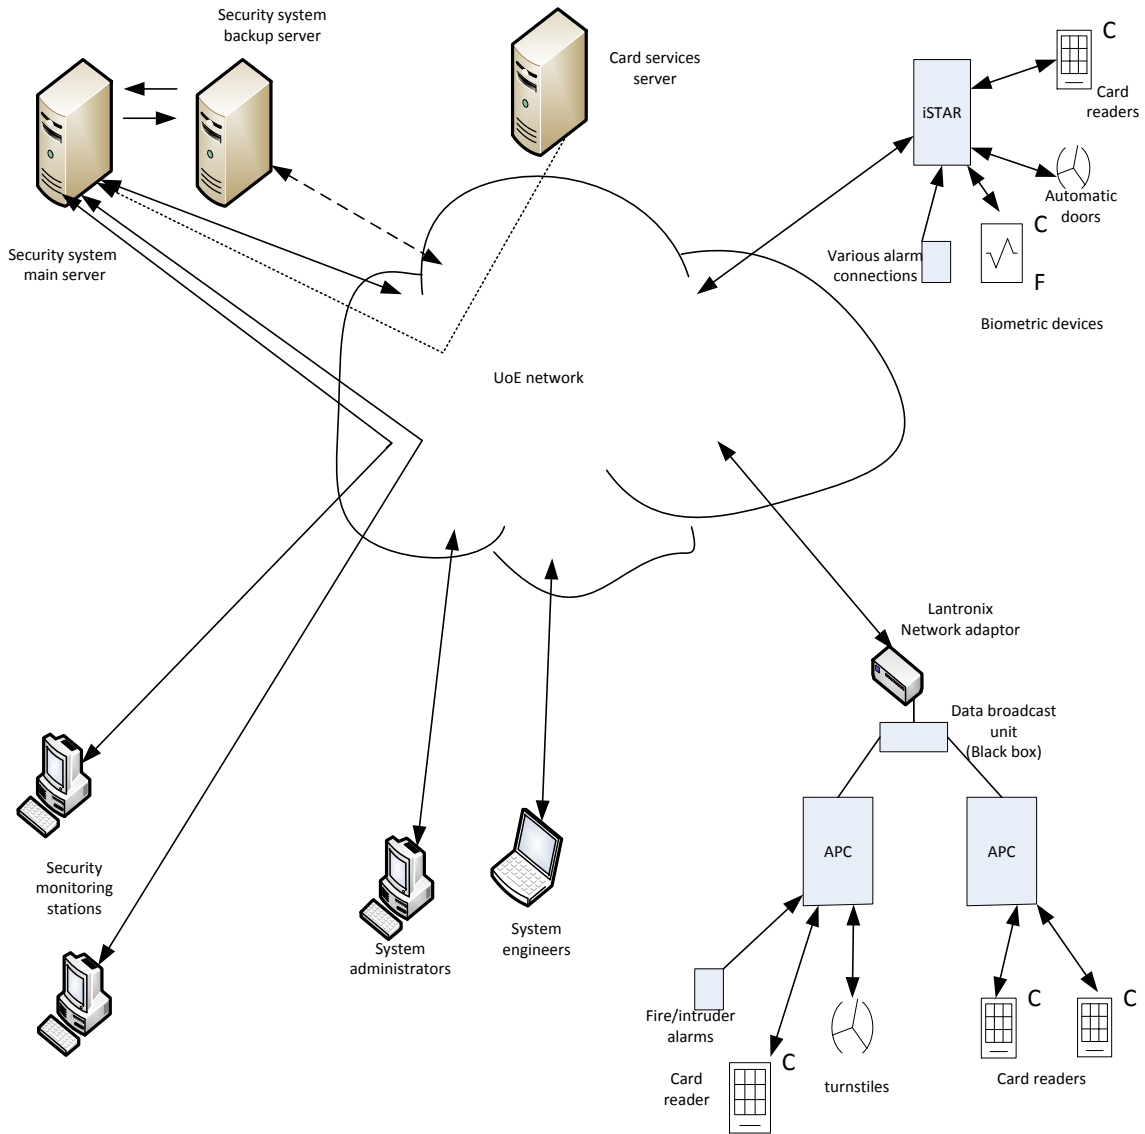 Security system
backup server
Card services
server
C
iSTAR
Card
readers
Automatic
doors
Security system
main server
Various alarm
connections
C
F
Biometric devices
UoE network
Lantronix
Network adaptor
Data broadcast
unit
(Black box)
APC
APC
Security
monitoring
stations
System
administrators
System
engineers
Fire/intruder
alarms
C
C
C
Card
reader
turnstiles
Card readers